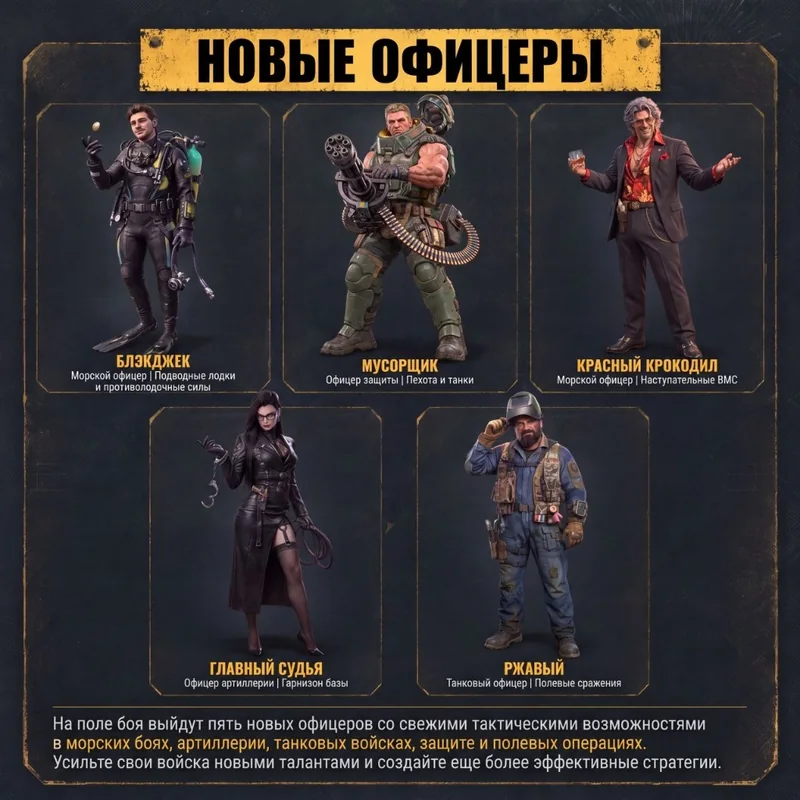 НОВЫЕ ОФИЦЕРЫ
БЛЭКДЖЕК
Морской офицер | Подводные лодки
и противолодочные силы
МУСОРЩИК
Офицер защиты | Пехота и танки
КРАСНЫЙ КРОКОДИЛ
Морской офицер | Наступательные ВМС
ГЛАВНЫЙ СУДЬЯ
Офицер артиллерии | Гарнизон базы
РЖАВЫЙ
Танковый офицер | Полевые сражения
На поле боя выйдут пять новых офицеров со свежими тактическими возможностями
в морских боях, артиллерии, танковых войсках, защите и полевых операциях.
Усильте свои войска новыми талантами и создайте еще более эффективные стратегии.